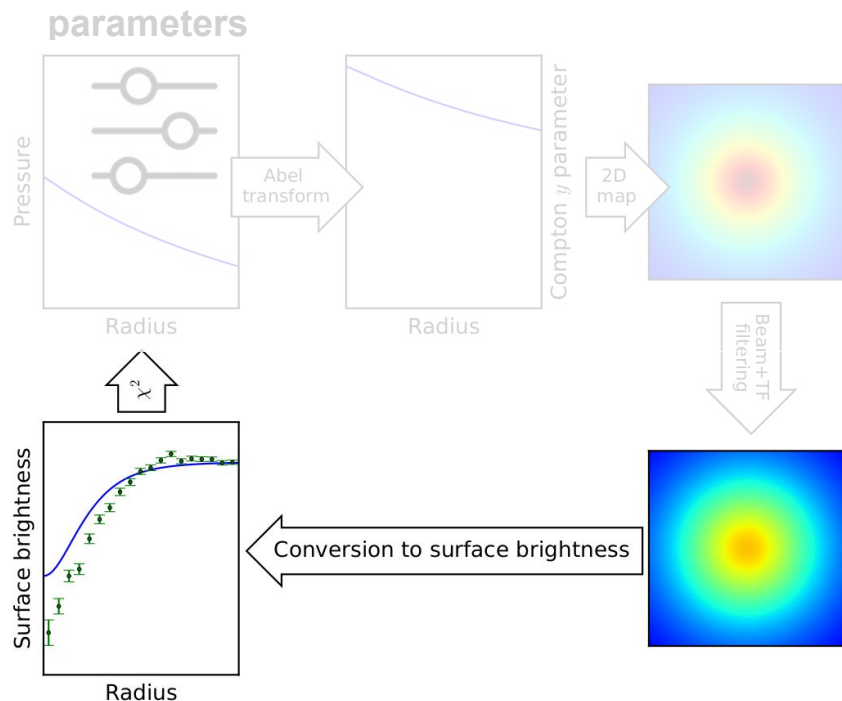 parameters
Pressure
Radius
Abel
transform
Compton y parameter
Radius
2D
map
Beam+TF
filtering
χ²
Surface brightness
Radius
Conversion to surface brightness